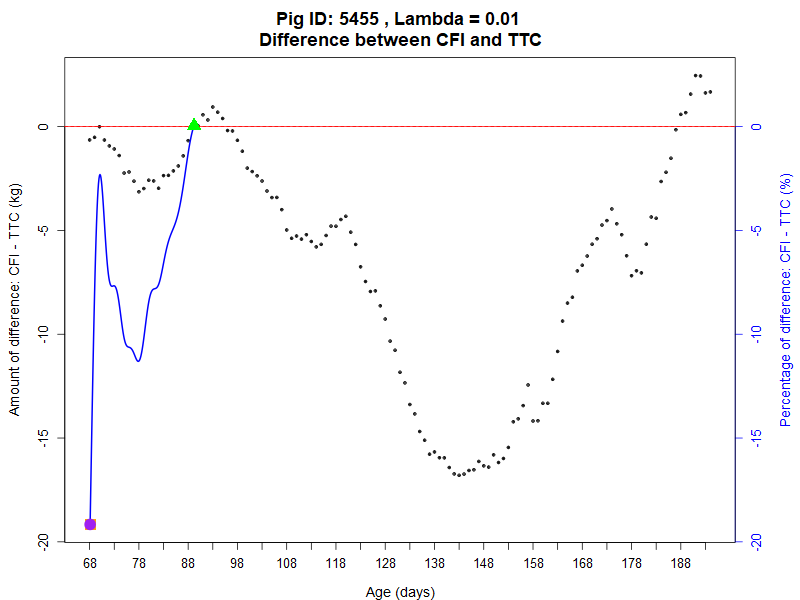 Pig ID: 5455 , Lambda = 0.01
Difference between CFI and TTC
Amount of difference: CFI - TTC (kg)
0
-5
-10
-15
-20
0
-5
-10
-15
-20
Percentage of difference: CFI - TTC (%)
68 78 88 98 108 118 128 138 148 158 168 178 188
Age (days)